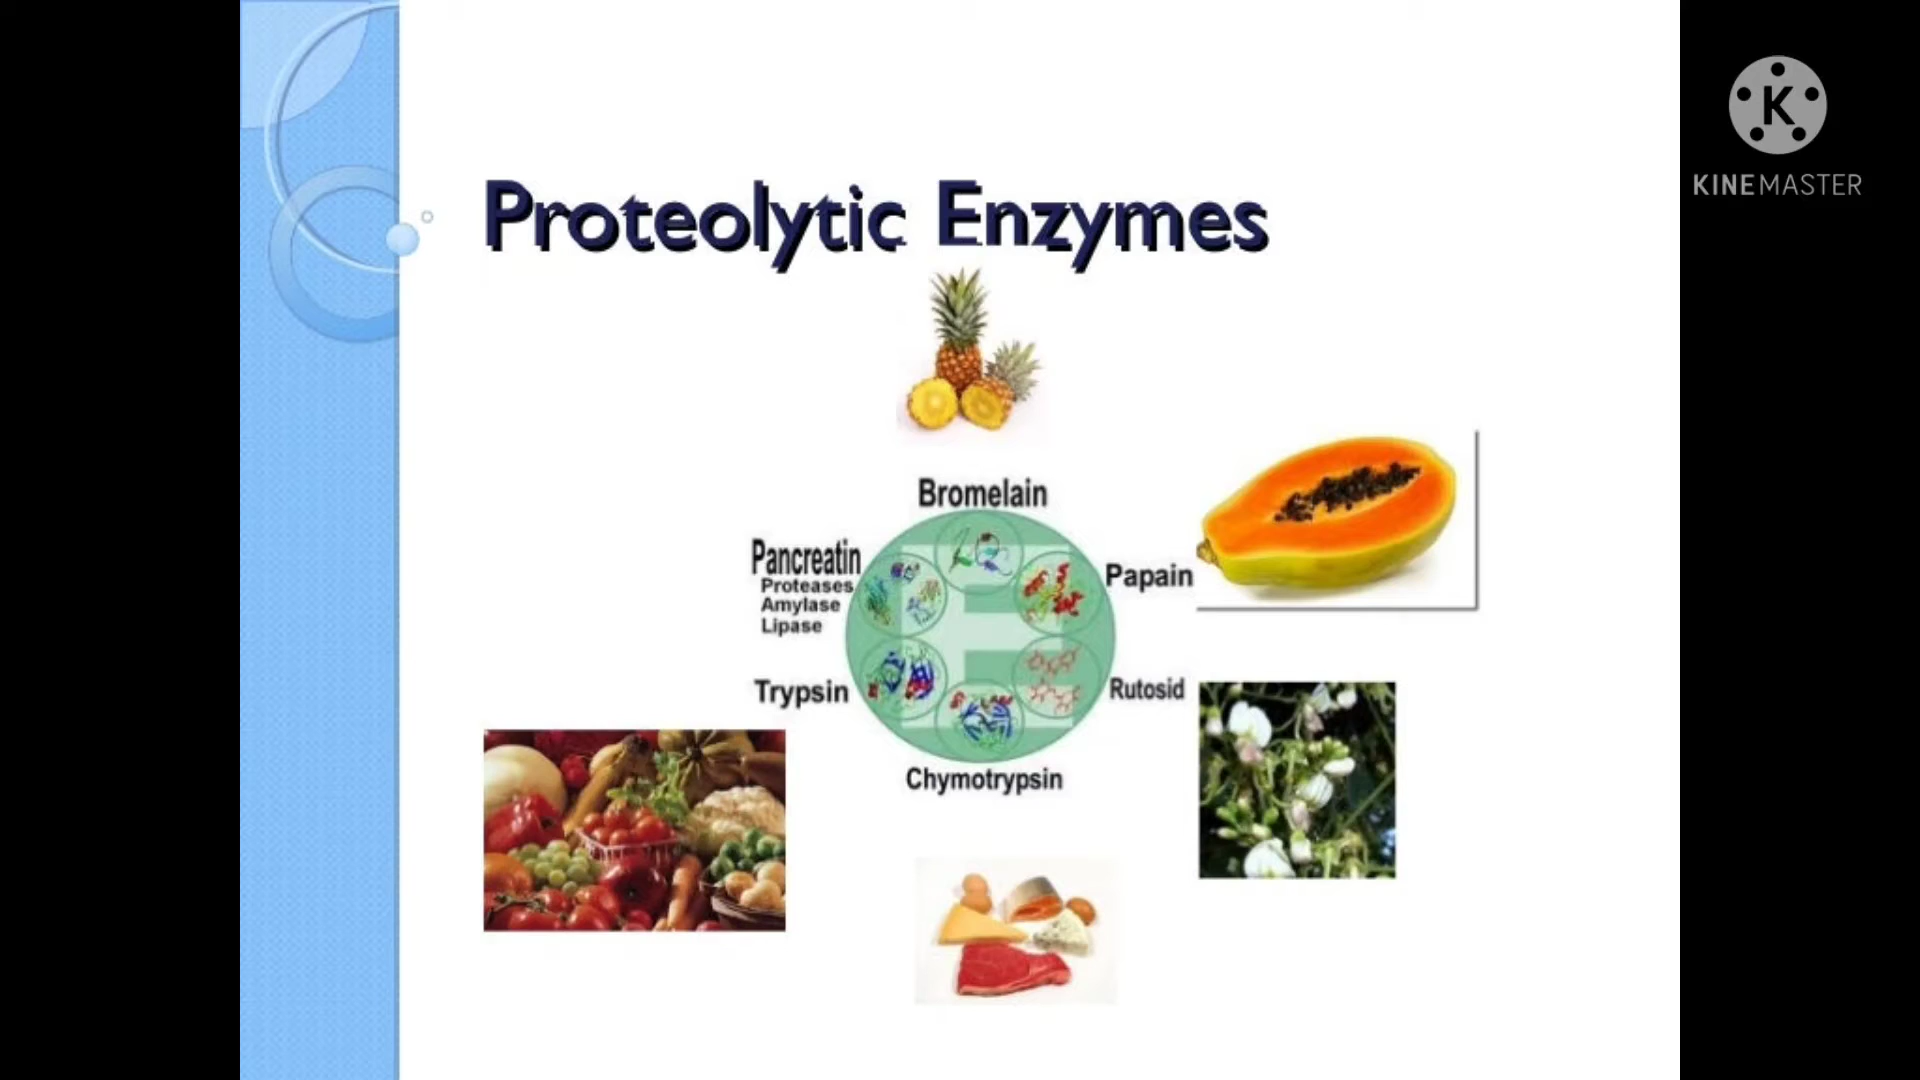 Proteolytic Enzymes
K
KINEMASTER
Bromelain
Pancreatin
Proteases
Amylase
Lipase
Papain
Trypsin
Rutosid
Chymotrypsin